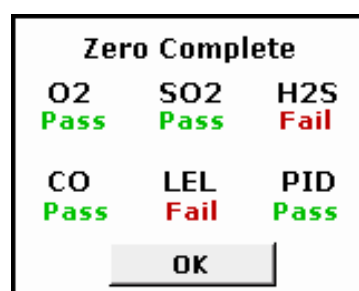 Zero Complete
O2 SO2 H2S
Pass Pass Fail
CO LEL PID
Pass Fail Pass
OK